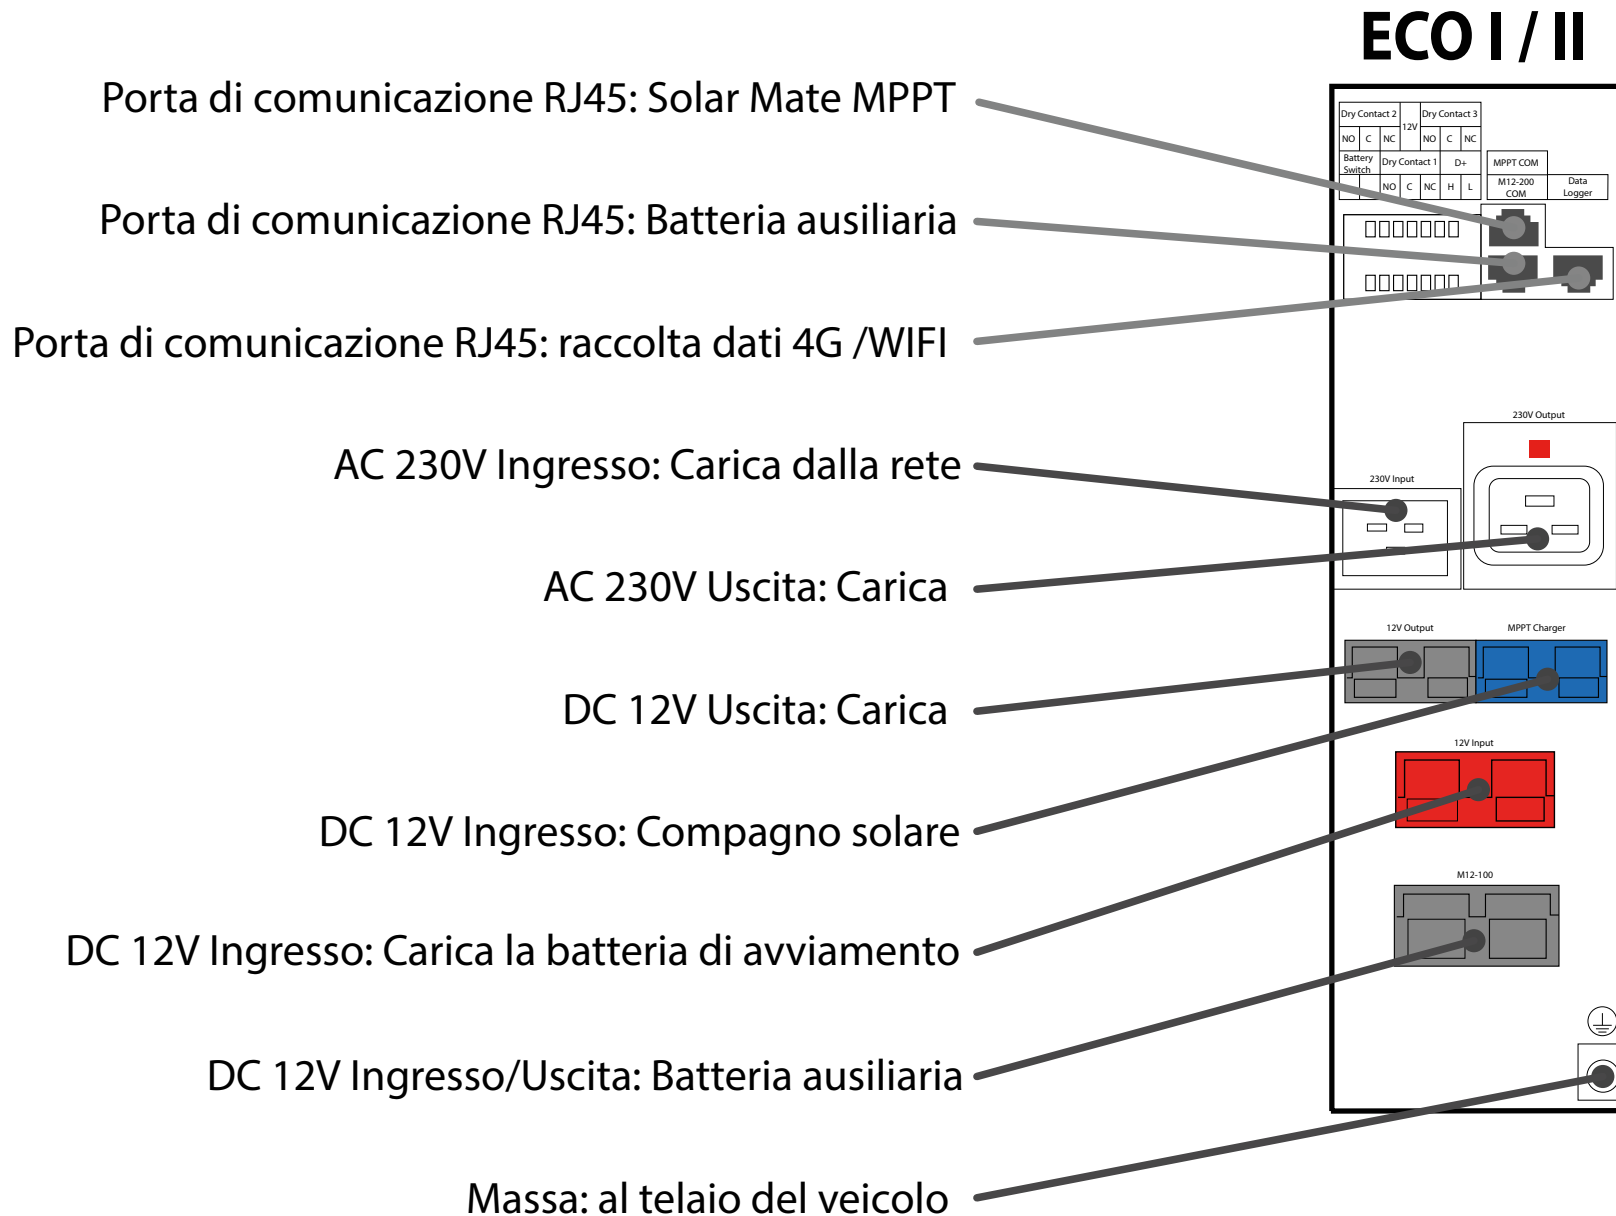 ECO I / II
Porta di comunicazione RJ45: Solar Mate MPPT
Porta di comunicazione RJ45: Batteria ausiliaria
Porta di comunicazione RJ45: raccolta dati 4G /WIFI
AC 230V Ingresso: Carica dalla rete
AC 230V Uscita: Carica
DC 12V Uscita: Carica
DC 12V Ingresso: Compagno solare
DC 12V Ingresso: Carica la batteria di avviamento
DC 12V Ingresso/Uscita: Batteria ausiliaria
Massa: al telaio del veicolo
Dry Contact 2 12V Dry Contact 3
NO C NC NO C NC
Battery Switch Dry Contact 1 D+ MPPT COM
NO C NC H L M12-200 COM Data Logger
230V Output
230V Input
12V Output MPPT Charger
12V Input
M12-100